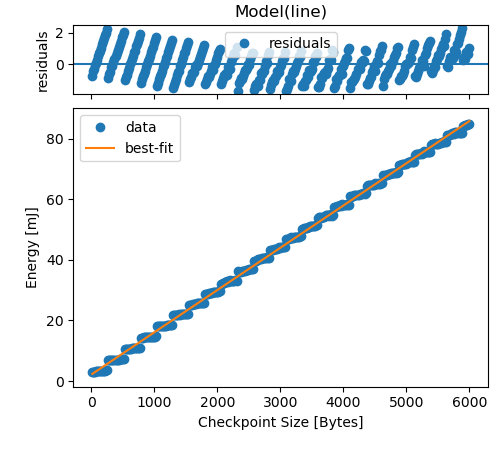 Model(line)
residuals
2
0
residuals
data
best-fit
Energy [mJ]
80
60
40
20
0
0 1000 2000 3000 4000 5000 6000
Checkpoint Size [Bytes]